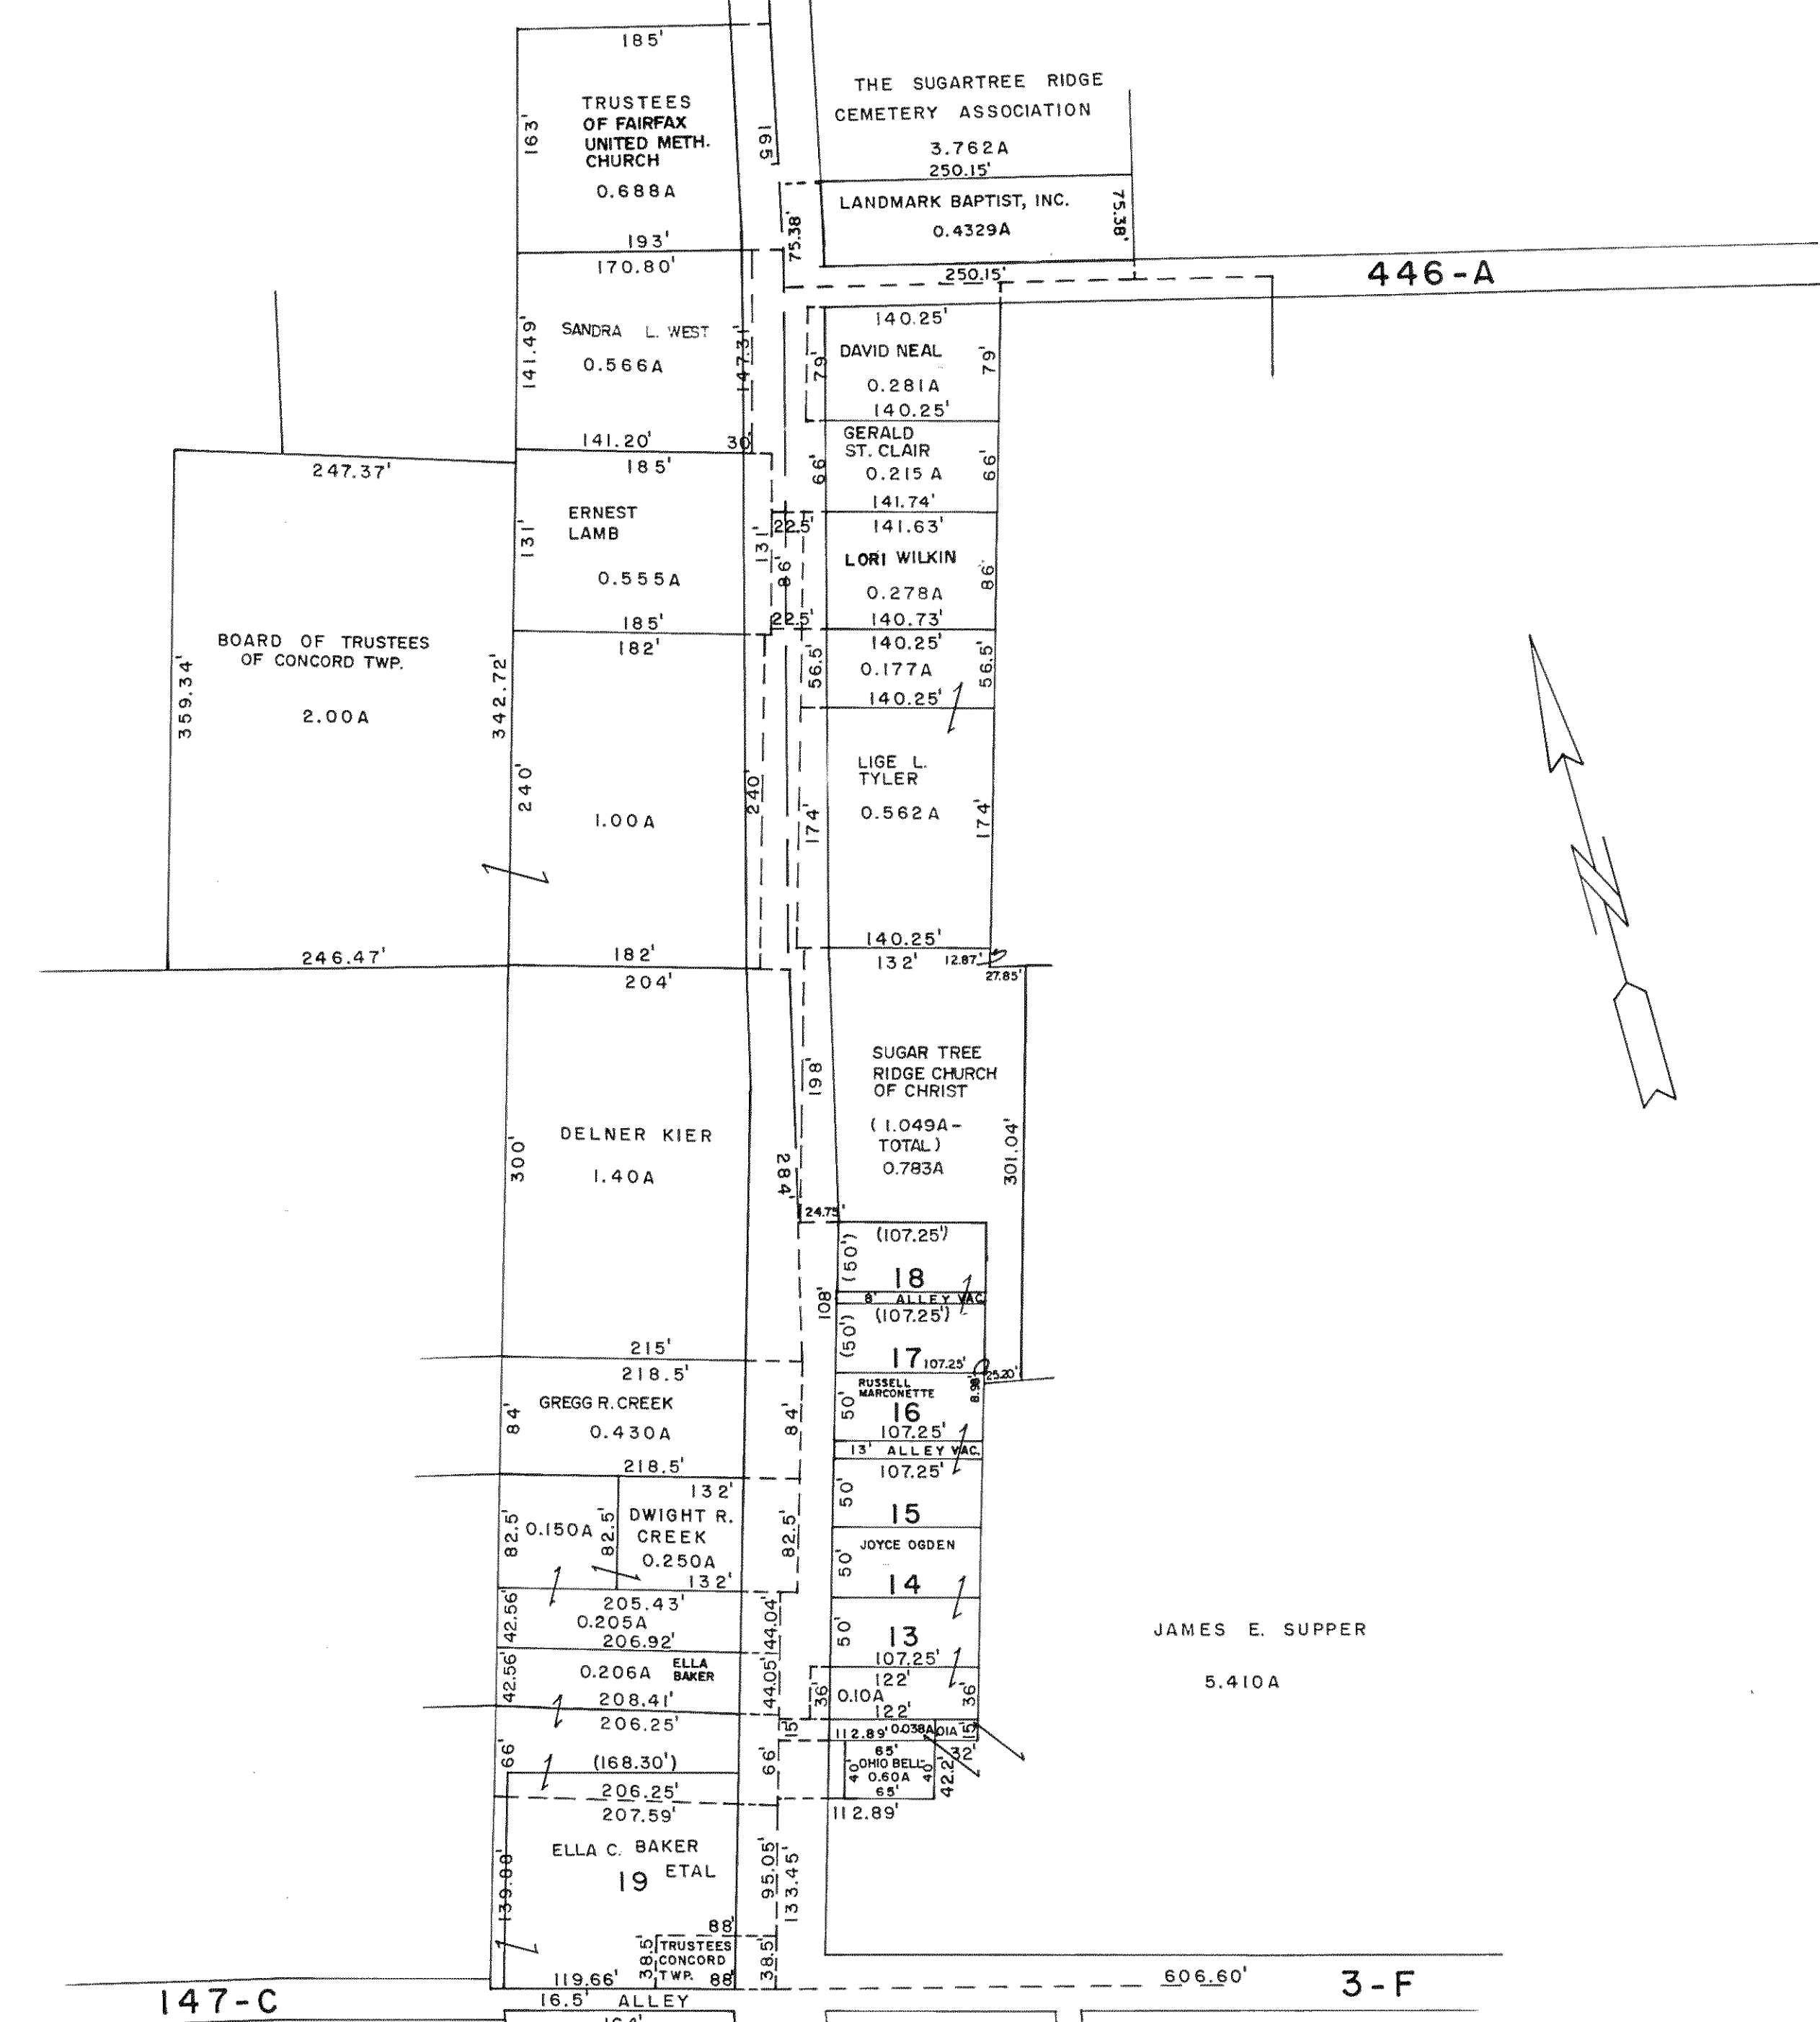 185'
163'
TRUSTEES
OF FAIRFAX
UNITED METH.
CHURCH
0.688A
165'
193'
THE SUGARTREE RIDGE
CEMETERY ASSOCIATION
3.762A
250.15'
LANDMARK BAPTIST, INC.
0.4329A
75.38'
75.38'
250.15'
446-A
170.80'
141.49'
SANDRA L. WEST
0.566A
147.31'
141.20'
30'
140.25'
79'
DAVID NEAL
79'
0.281A
140.25'
GERALD
ST. CLAIR
66'
0.215 A
66'
141.74'
247.37'
185'
131'
ERNEST
LAMB
0.555A
131'
185'
22.5'
86'
22.5'
141.63'
LORI WILKIN
86'
0.278A
140.73'
BOARD OF TRUSTEES
OF CONCORD TWP.
2.00A
359.34'
342.72'
246.47'
182'
240'
240'
1.00A
182'
140.25'
56.5'
0.177A
56.5'
140.25'
LIGE L.
TYLER
0.562A
174'
174'
140.25'
132'
12.87'
27.85'
204'
DELNER KIER
300'
1.40A
284'
215'
198'
SUGAR TREE
RIDGE CHURCH
OF CHRIST
(1.049A-
TOTAL)
0.783A
301.04'
24.75'
(107.25')
(50')
18
8' ALLEY VAC.
108'
(107.25')
(50')
17
107.25'
25.20'
8.98'
RUSSELL
MARCONETTE
50'
16
107.25'
13' ALLEY VAC.
107.25'
50'
15
JOYCE OGDEN
50'
14
50'
13
107.25'
122'
36'
0.10A
36'
122'
15'
112.89'
0.038A
.01A
15'
32'
65'
40'
OHIO BELL
40'
0.60A
65'
42.2'
112.89'
218.5'
GREGG R. CREEK
84'
0.430A
84'
218.5'
82.5'
0.150A
82.5'
132'
DWIGHT R.
CREEK
0.250A
132'
82.5'
205.43'
42.56'
0.205A
44.04'
206.92'
42.56'
0.206A
ELLA
BAKER
44.05'
208.41'
206.25'
66'
(168.30')
66'
206.25'
207.59'
ELLA C. BAKER
ETAL
19
139.88'
95.05'
133.45'
88'
38.5'
TRUSTEES
CONCORD
TWP.
38.5'
119.66'
88'
JAMES E. SUPPER
5.410A
606.60'
3-F
147-C
16.5' ALLEY